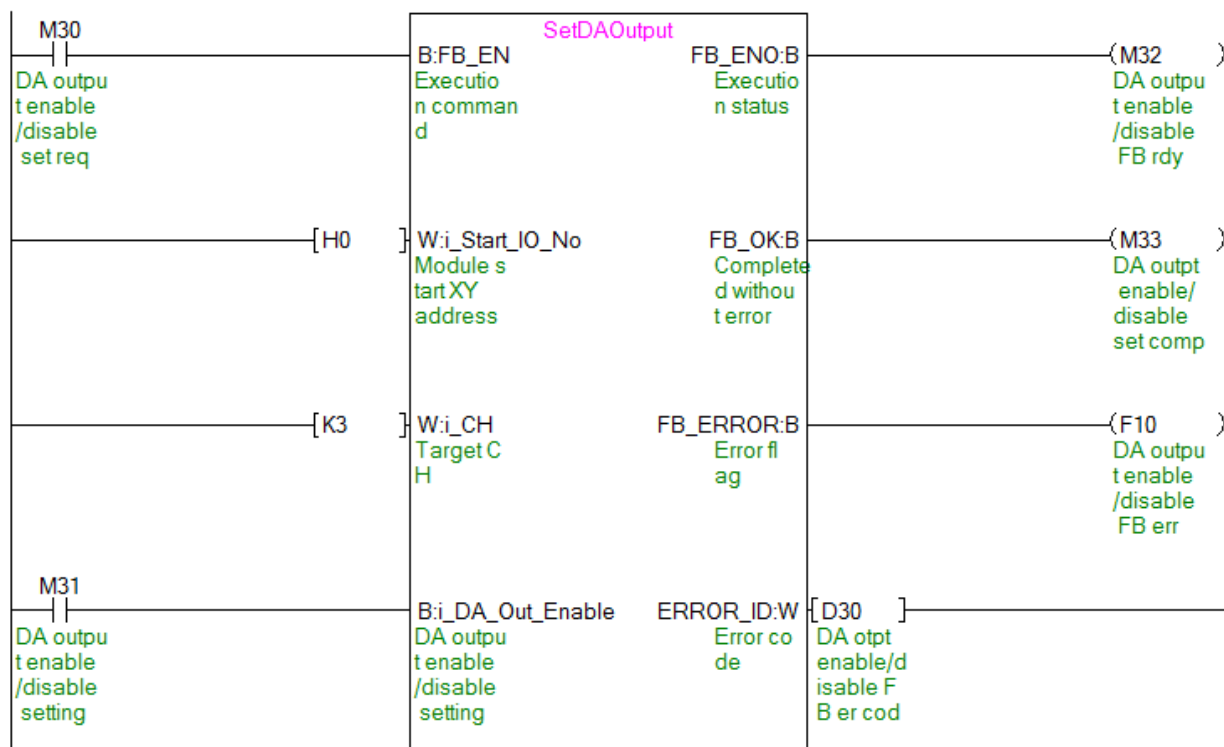 M30
SetDAOutput
B:FB_EN
FB_ENO:B
(M32 )
DA outpu
t enable
/disable
set req
Executio
n comman
d
Executio
n status
DA outpu
t enable
/disable
FB rdy
[H0 ]
W:i_Start_IO_No
FB_OK:B
(M33 )
Module s
tart XY
address
Complete
d withou
t error
DA outpt
enable/
disable
set comp
[K3 ]
W:i_CH
FB_ERROR:B
(F10 )
Target C
H
Error fl
ag
DA outpu
t enable
/disable
FB err
M31
B:i_DA_Out_Enable
ERROR_ID:W
[D30 ]
DA outpu
t enable
/disable
setting
DA outpu
t enable
/disable
setting
Error co
de
DA otpt
enable/d
isable F
B er cod